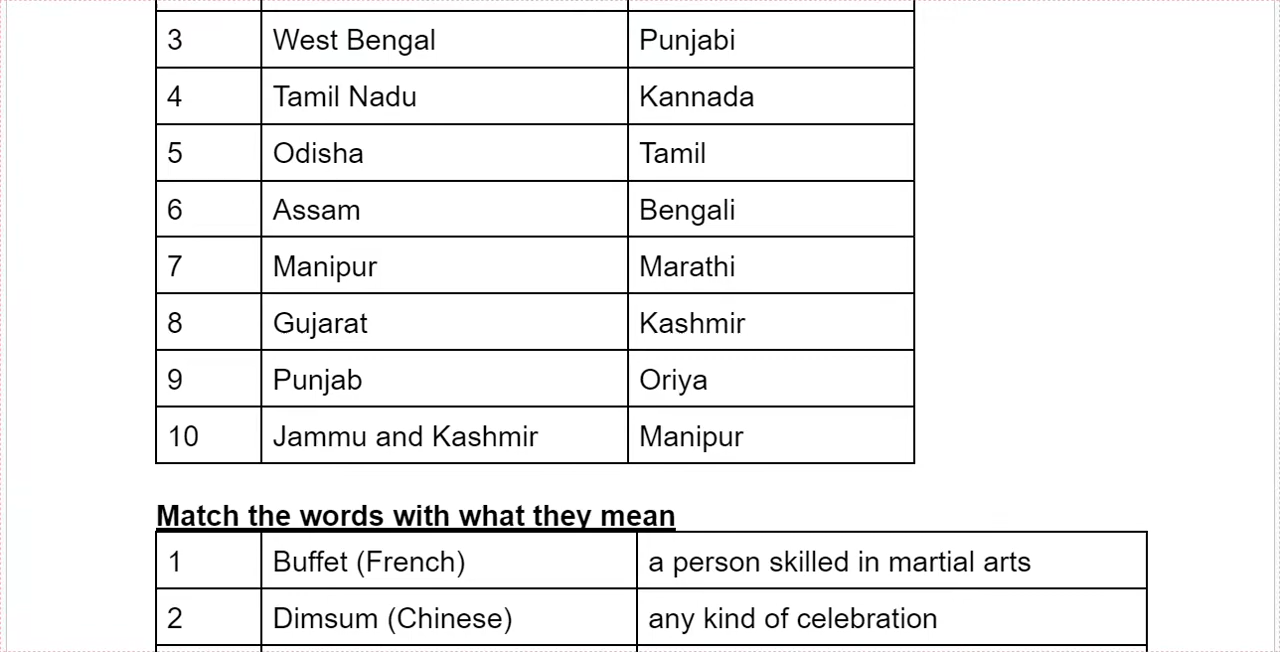 3 West Bengal Punjabi
4 Tamil Nadu Kannada
5 Odisha Tamil
6 Assam Bengali
7 Manipur Marathi
8 Gujarat Kashmir
9 Punjab Oriya
10 Jammu and Kashmir Manipur
Match the words with what they mean
1 Buffet (French) a person skilled in martial arts
2 Dimsum (Chinese) any kind of celebration